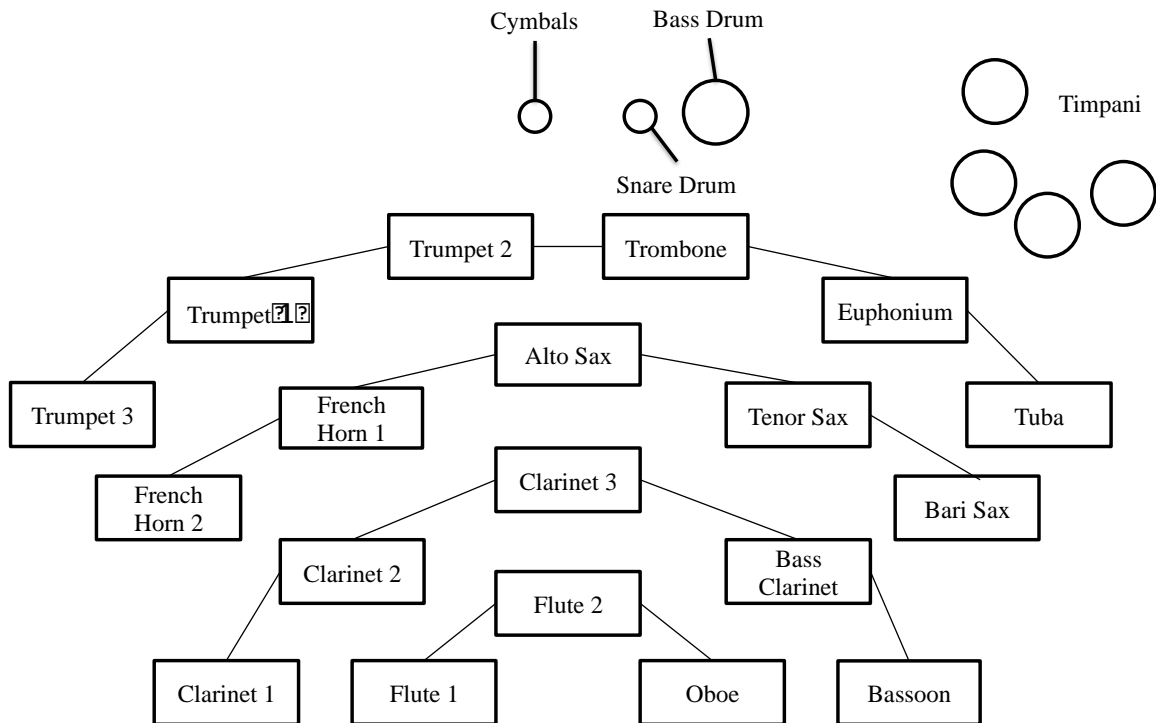 Cymbals
Bass Drum
Timpani
Snare Drum
Trumpet 2
Trombone
Trumpet 1
Euphonium
Alto Sax
Trumpet 3
French
Horn 1
Tenor Sax
Tuba
French
Horn 2
Clarinet 3
Bari Sax
Clarinet 2
Bass
Clarinet
Flute 2
Clarinet 1
Flute 1
Oboe
Bassoon